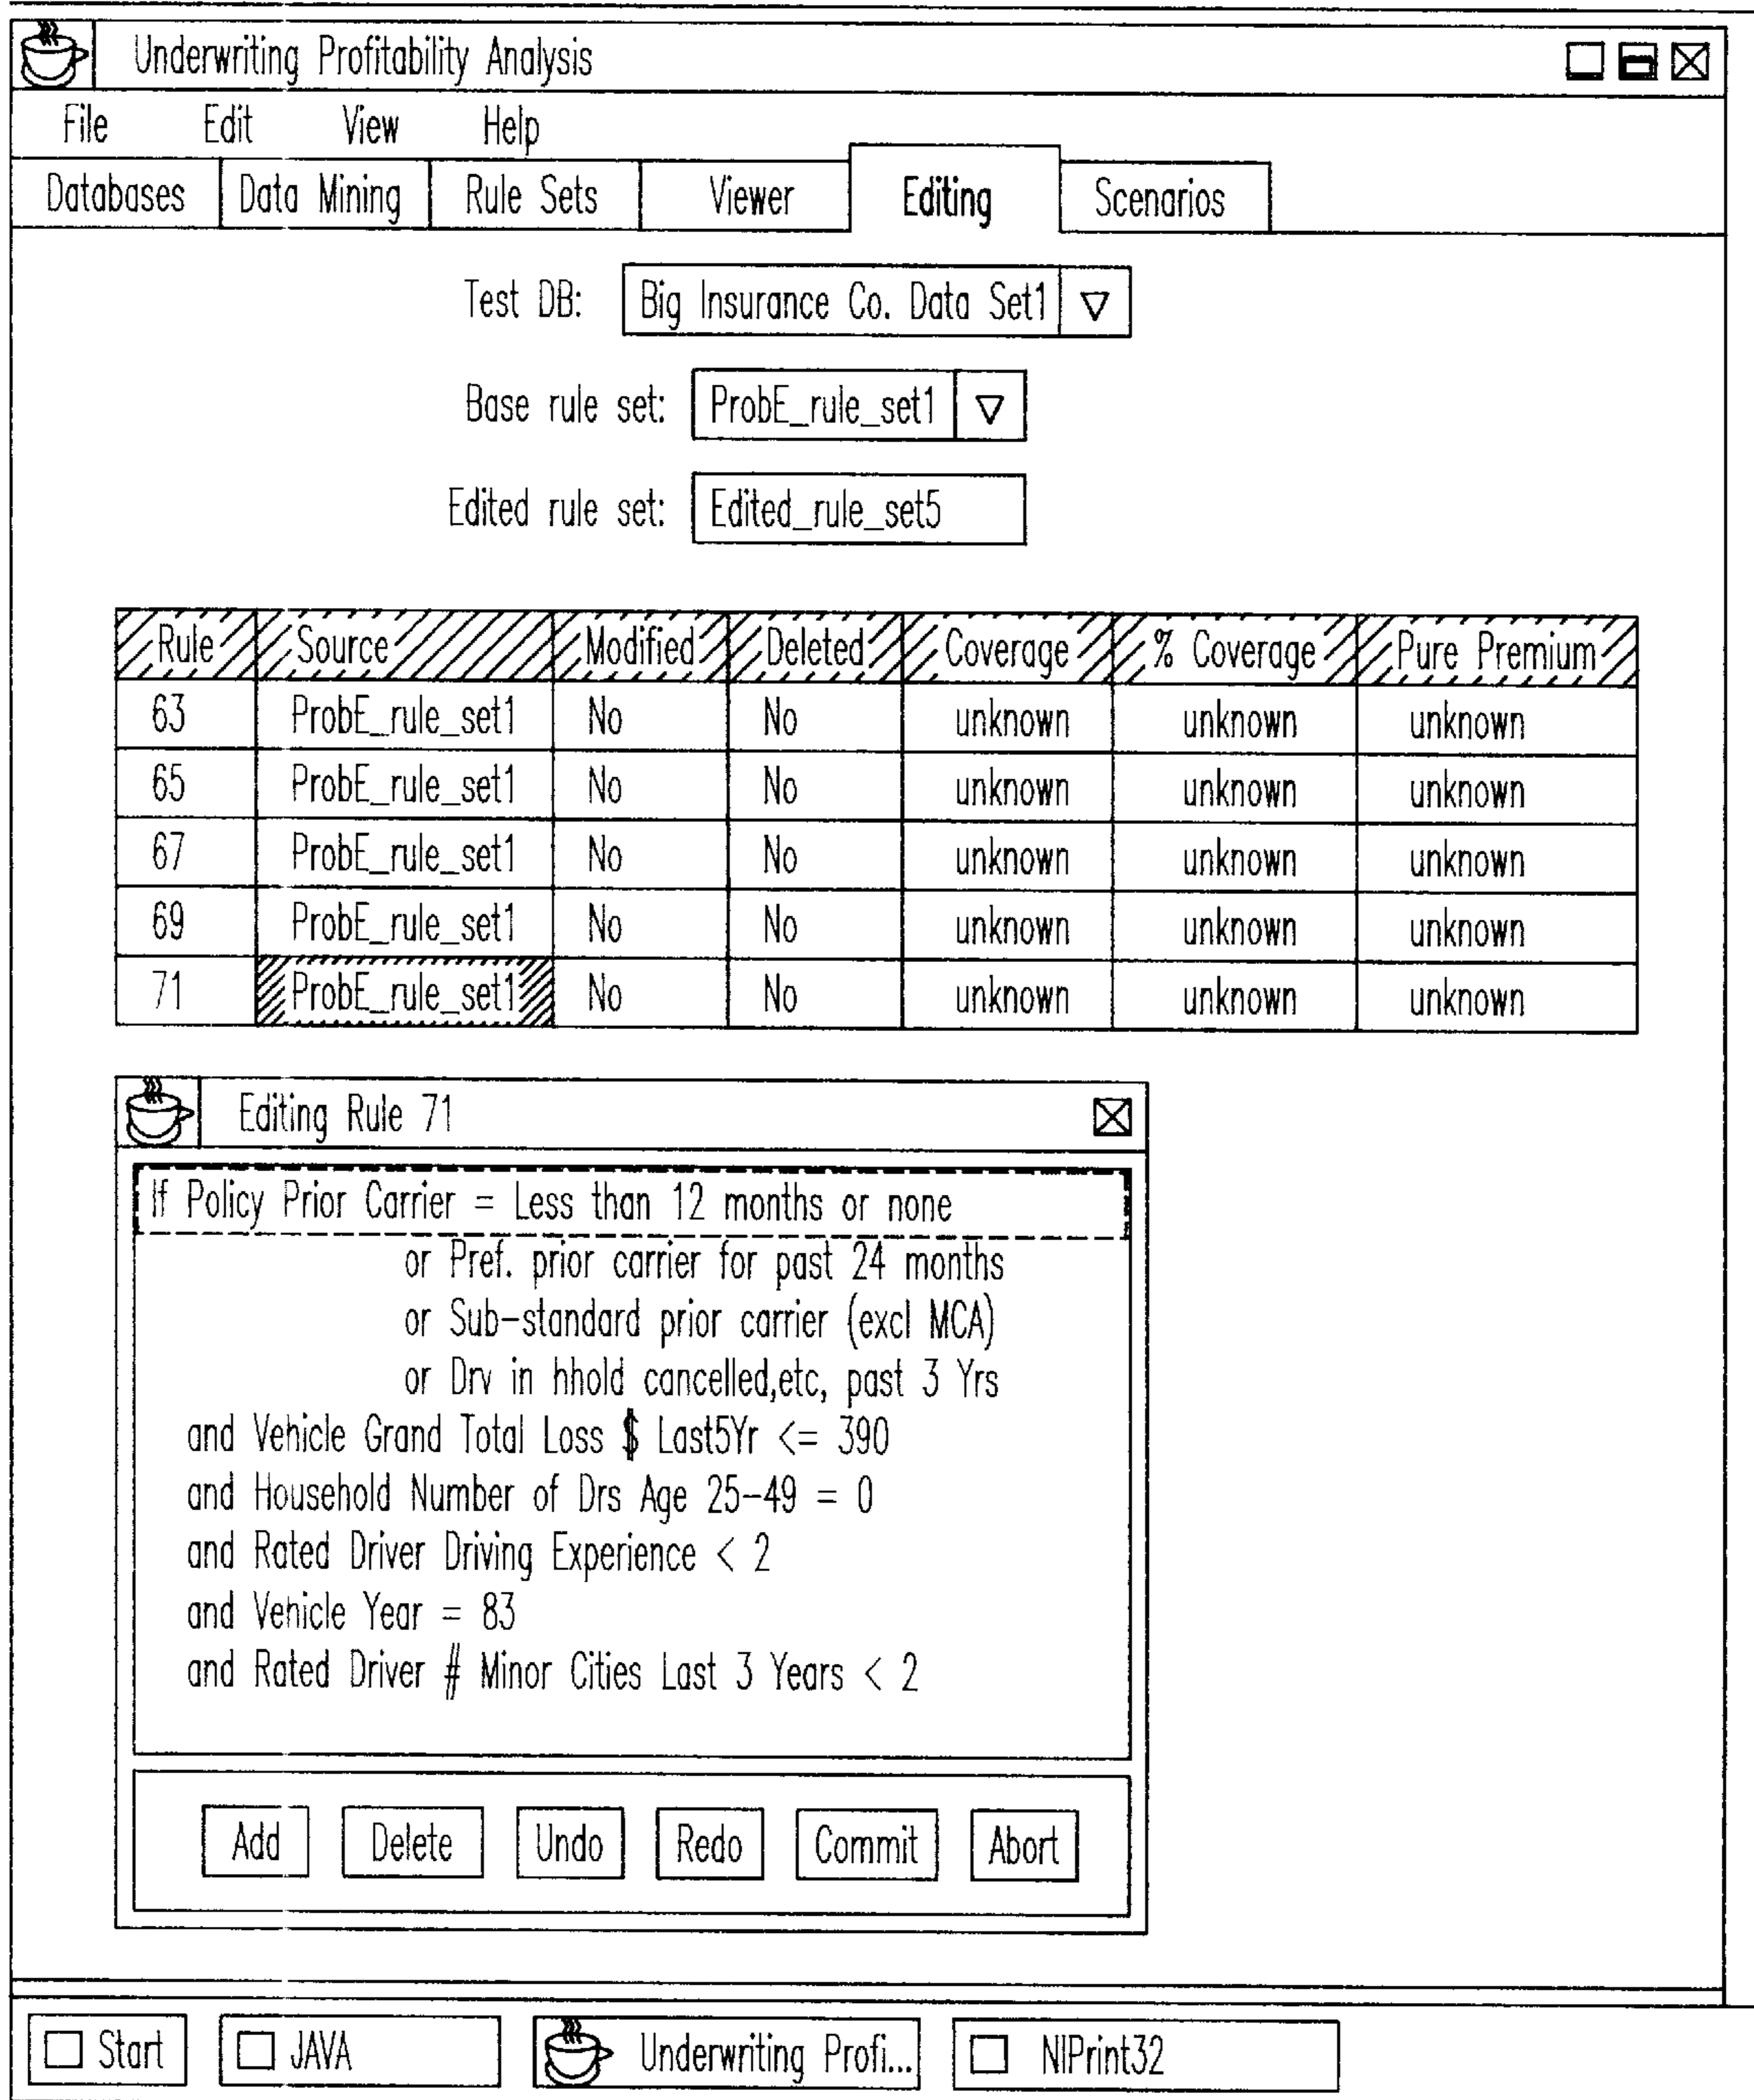 Underwriting Profitability Analysis
File Edit View Help
Databases Data Mining Rule Sets Viewer Editing Scenarios
Test DB: Big Insurance Co. Data Set1
Base rule set: ProbE_rule_set1
Edited rule set: Edited_rule_set5
Rule Source Modified Deleted Coverage % Coverage Pure Premium
63 ProbE_rule_set1 No No unknown unknown unknown
65 ProbE_rule_set1 No No unknown unknown unknown
67 ProbE_rule_set1 No No unknown unknown unknown
69 ProbE_rule_set1 No No unknown unknown unknown
71 ProbE_rule_set1 No No unknown unknown unknown
Editing Rule 71
If Policy Prior Carrier = Less than 12 months or none
or Pref. prior carrier for past 24 months
or Sub-standard prior carrier (excl MCA)
or Drv in hhold cancelled,etc, past 3 Yrs
and Vehicle Grand Total Loss $ Last5Yr <= 390
and Household Number of Drs Age 25-49 = 0
and Rated Driver Driving Experience < 2
and Vehicle Year = 83
and Rated Driver # Minor Cities Last 3 Years < 2
Add Delete Undo Redo Commit Abort
Start JAVA Underwriting Profi... NIPrint32